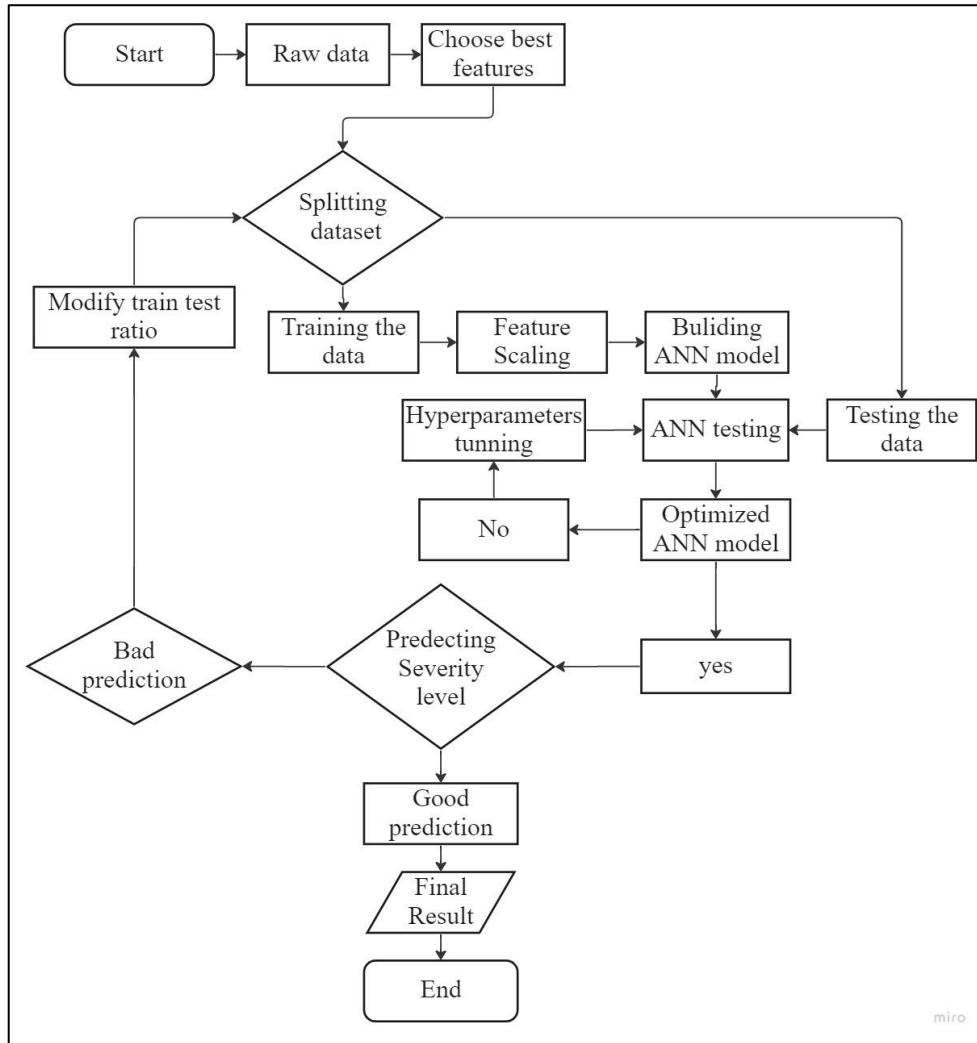 Start
Raw data
Choose best
features
Splitting
dataset
Modify train test
ratio
Training the
data
Feature
Scaling
Buliding
ANN model
Hyperparameters
tunning
ANN testing
Testing the
data
No
Optimized
ANN model
Bad
prediction
Predecting
Severity
level
yes
Good
prediction
Final
Result
End
miro